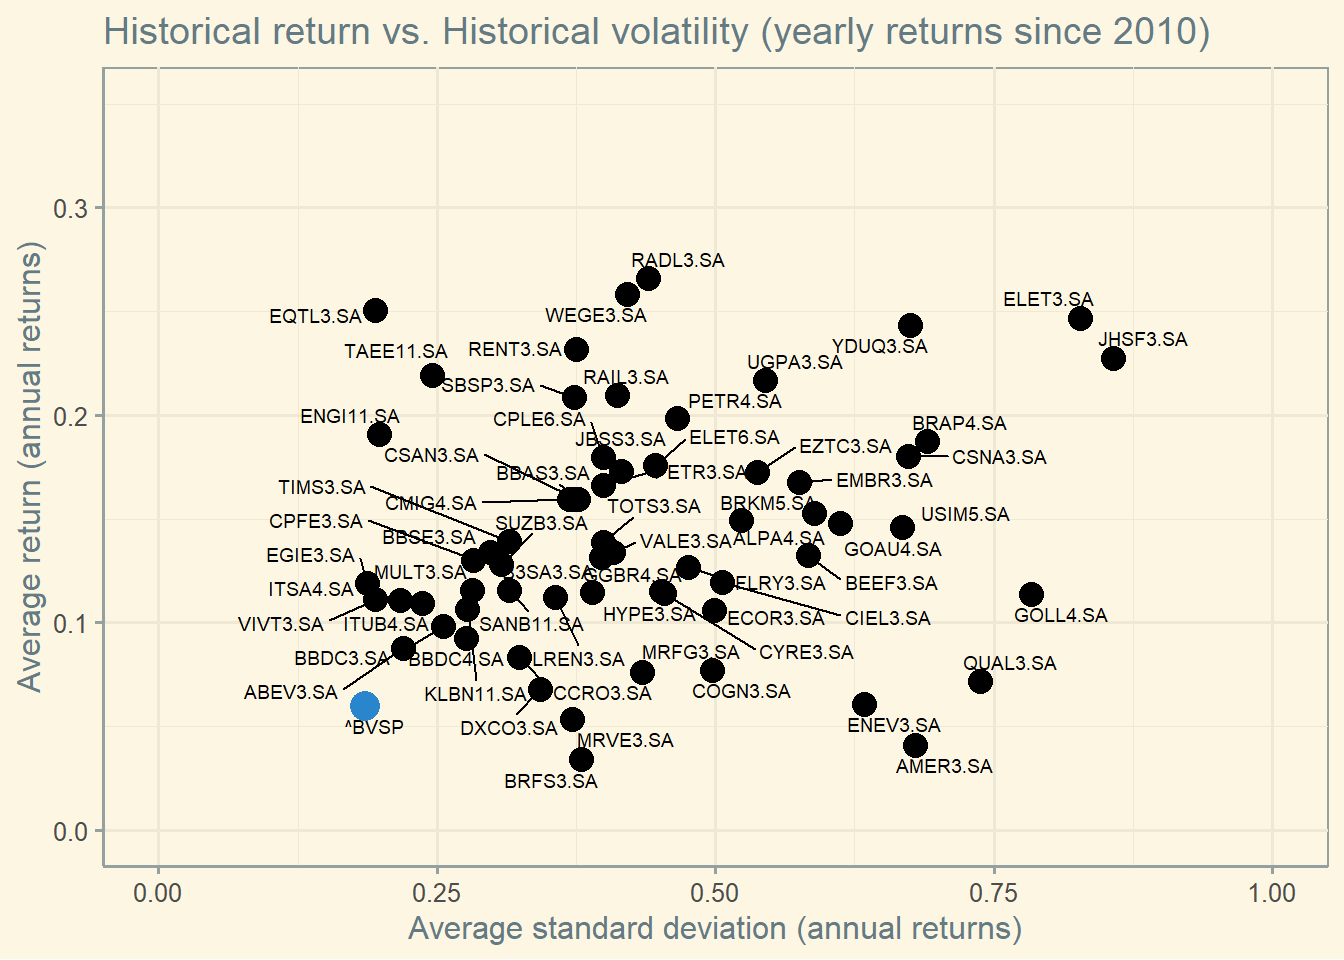 Historical return vs. Historical volatility (yearly returns since 2010)
Average return (annual returns)
0.3
0.2
0.1
0.0
RADL3.SA
ELET3.SA
WEGE3.SA
EQTL3.SA
JHSF3.SA
YDUQ3.SA
TAEE11.SA
RENT3.SA
UGPA3.SA
RAIL3.SA
SBSP3.SA
PETR4.SA
ENGI11.SA
CPLE6.SA
BRAP4.SA
JBSS3.SA
ELET6.SA
EZTC3.SA
CSAN3.SA
CSNA3.SA
BBAS3.SA
ETR3.SA
EMBR3.SA
TIMS3.SA
CMIG4.SA
TOTS3.SA
BRKM5.SA
USIM5.SA
CPFE3.SA
SUZB3.SA
BBSE3.SA
VALE3.SA
ALPA4.SA
GOAU4.SA
EGIE3.SA
MULT3.SA
B3SA3.SA
GGBR4.SA
FLRY3.SA
BEEF3.SA
ITSA4.SA
HYPE3.SA
ECOR3.SA
CIEL3.SA
GOLL4.SA
VIVT3.SA
ITUB4.SA
SANB11.SA
BBDC3.SA
BBDC4.SA
LREN3.SA
MRFG3.SA
CYRE3.SA
QUAL3.SA
ABEV3.SA
KLBN11.SA
CCRO3.SA
COGN3.SA
^BVSP
DXCO3.SA
ENEV3.SA
MRVE3.SA
AMER3.SA
BRFS3.SA
0.00
0.25
0.50
0.75
1.00
Average standard deviation (annual returns)